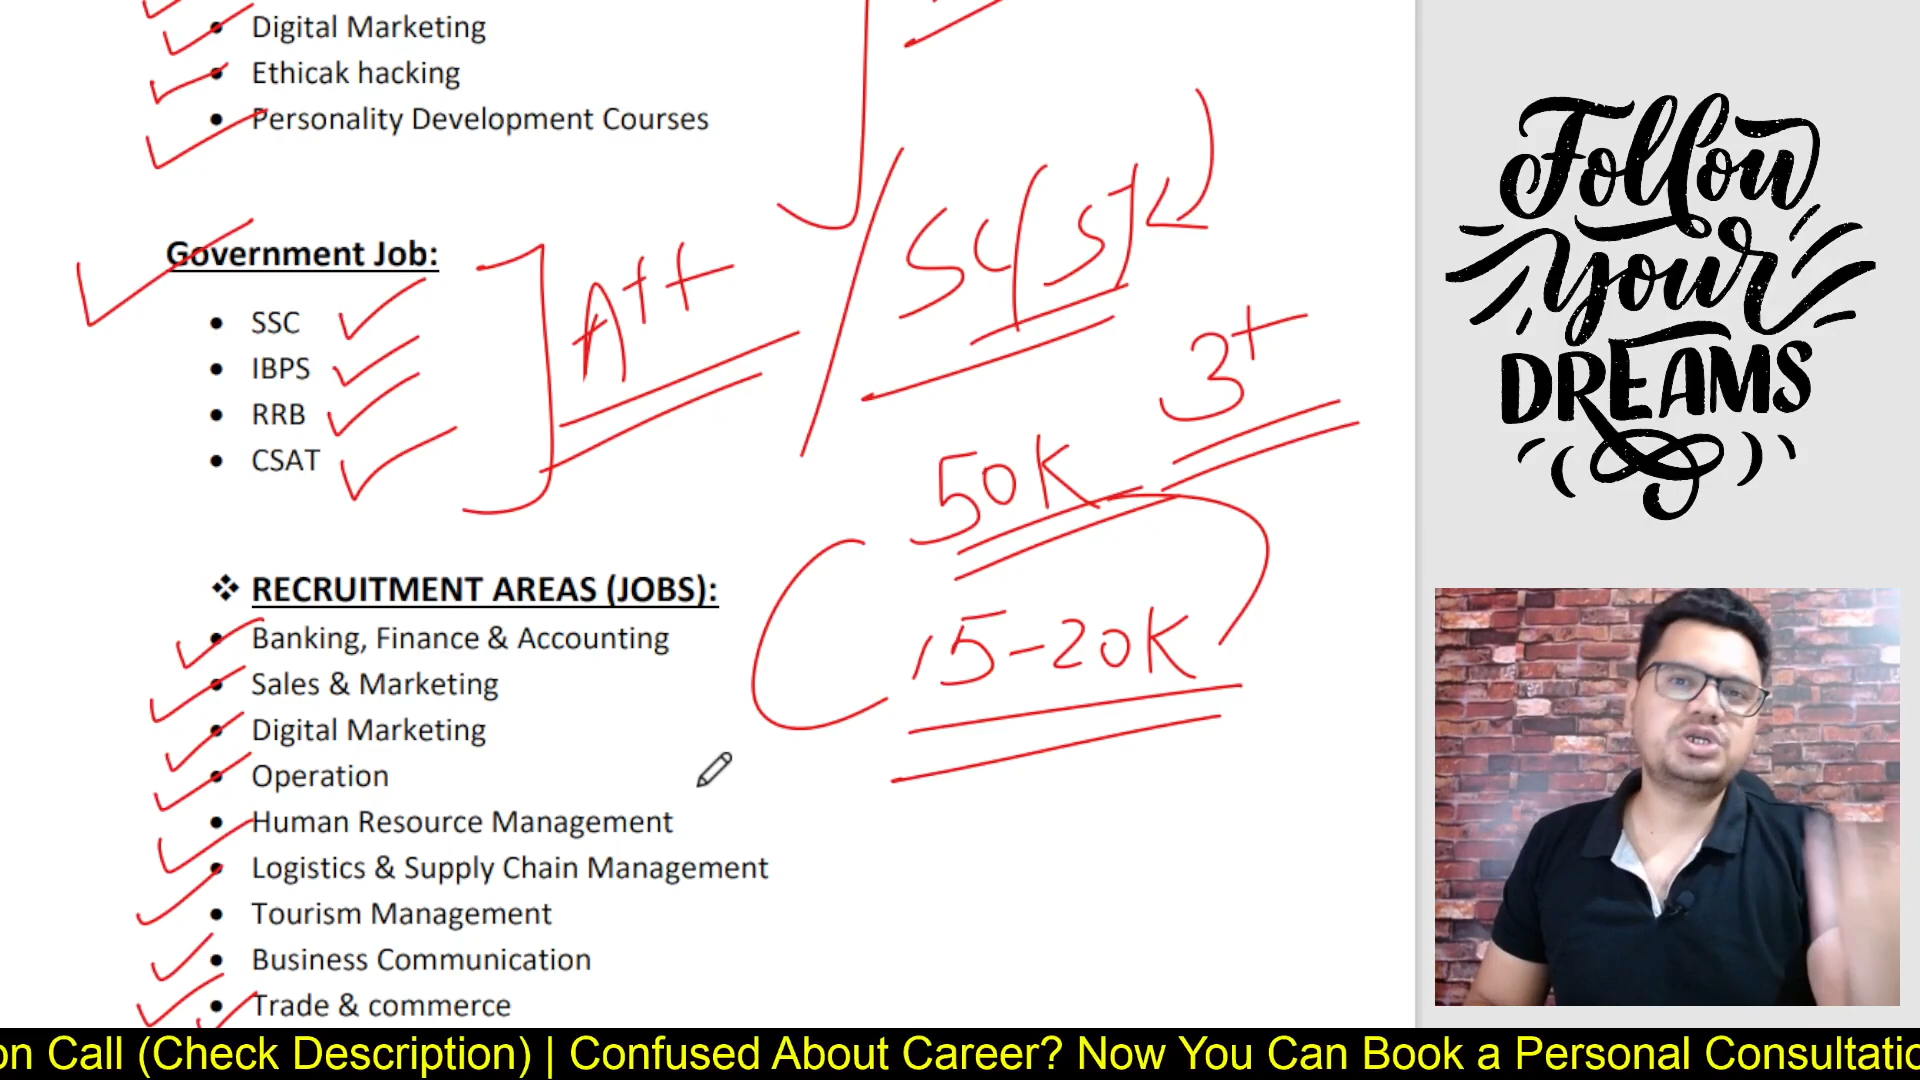 Digital Marketing
Ethicak hacking
Personality Development Courses
Government Job:
SSC
IBPS
RRB
CSAT
A++
3+
50K
15-20K
RECRUITMENT AREAS (JOBS):
Banking, Finance & Accounting
Sales & Marketing
Digital Marketing
Operation
Human Resource Management
Logistics & Supply Chain Management
Tourism Management
Business Communication
Trade & commerce
Follow
Your
DREAMS
on Call (Check Description) | Confused About Career? Now You Can Book a Personal Consultatio